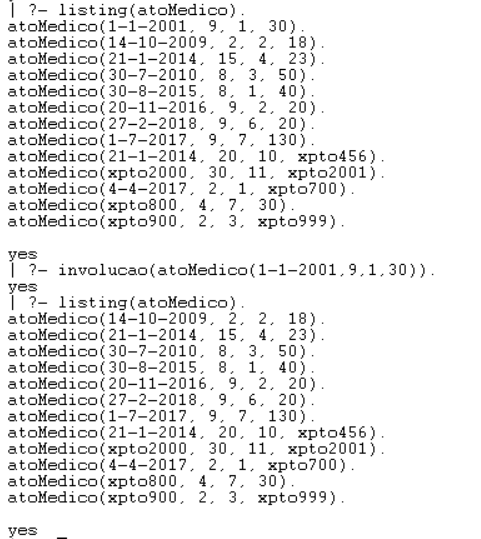 | ?- listing(atoMedico).
atoMedico(1-1-2001, 9, 1, 30).
atoMedico(14-10-2009, 2, 2, 18).
atoMedico(21-1-2014, 15, 4, 23).
atoMedico(30-7-2010, 8, 3, 50).
atoMedico(30-8-2015, 8, 1, 40).
atoMedico(20-11-2016, 9, 2, 20).
atoMedico(27-2-2018, 9, 6, 20).
atoMedico(1-7-2017, 9, 7, 130).
atoMedico(21-1-2014, 20, 10, xpto456).
atoMedico(xpto2000, 30, 11, xpto2001).
atoMedico(4-4-2017, 2, 1, xpto700).
atoMedico(xpto800, 4, 7, 30).
atoMedico(xpto900, 2, 3, xpto999).
yes
| ?- involucao(atoMedico(1-1-2001,9,1,30)).
yes
| ?- listing(atoMedico).
atoMedico(14-10-2009, 2, 2, 18).
atoMedico(21-1-2014, 15, 4, 23).
atoMedico(30-7-2010, 8, 3, 50).
atoMedico(30-8-2015, 8, 1, 40).
atoMedico(20-11-2016, 9, 2, 20).
atoMedico(27-2-2018, 9, 6, 20).
atoMedico(1-7-2017, 9, 7, 130).
atoMedico(21-1-2014, 20, 10, xpto456).
atoMedico(xpto2000, 30, 11, xpto2001).
atoMedico(4-4-2017, 2, 1, xpto700).
atoMedico(xpto800, 4, 7, 30).
atoMedico(xpto900, 2, 3, xpto999).
yes _